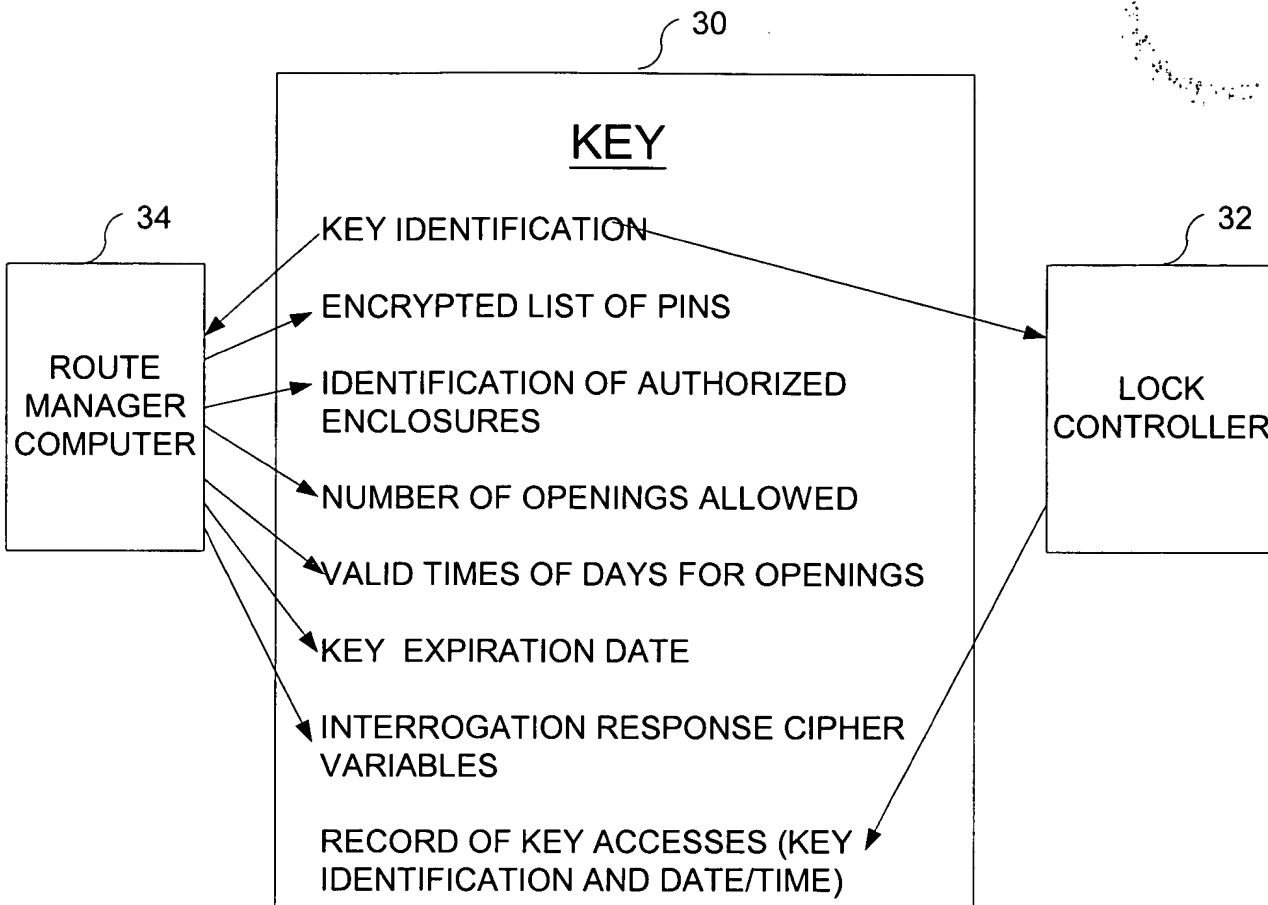 30
KEY
34
KEY IDENTIFICATION
32
ENCRYPTED LIST OF PINS
ROUTE
MANAGER
COMPUTER
IDENTIFICATION OF AUTHORIZED
ENCLOSURES
LOCK
CONTROLLER
NUMBER OF OPENINGS ALLOWED
VALID TIMES OF DAYS FOR OPENINGS
KEY EXPIRATION DATE
INTERROGATION RESPONSE CIPHER
VARIABLES
RECORD OF KEY ACCESSES (KEY
IDENTIFICATION AND DATE/TIME)